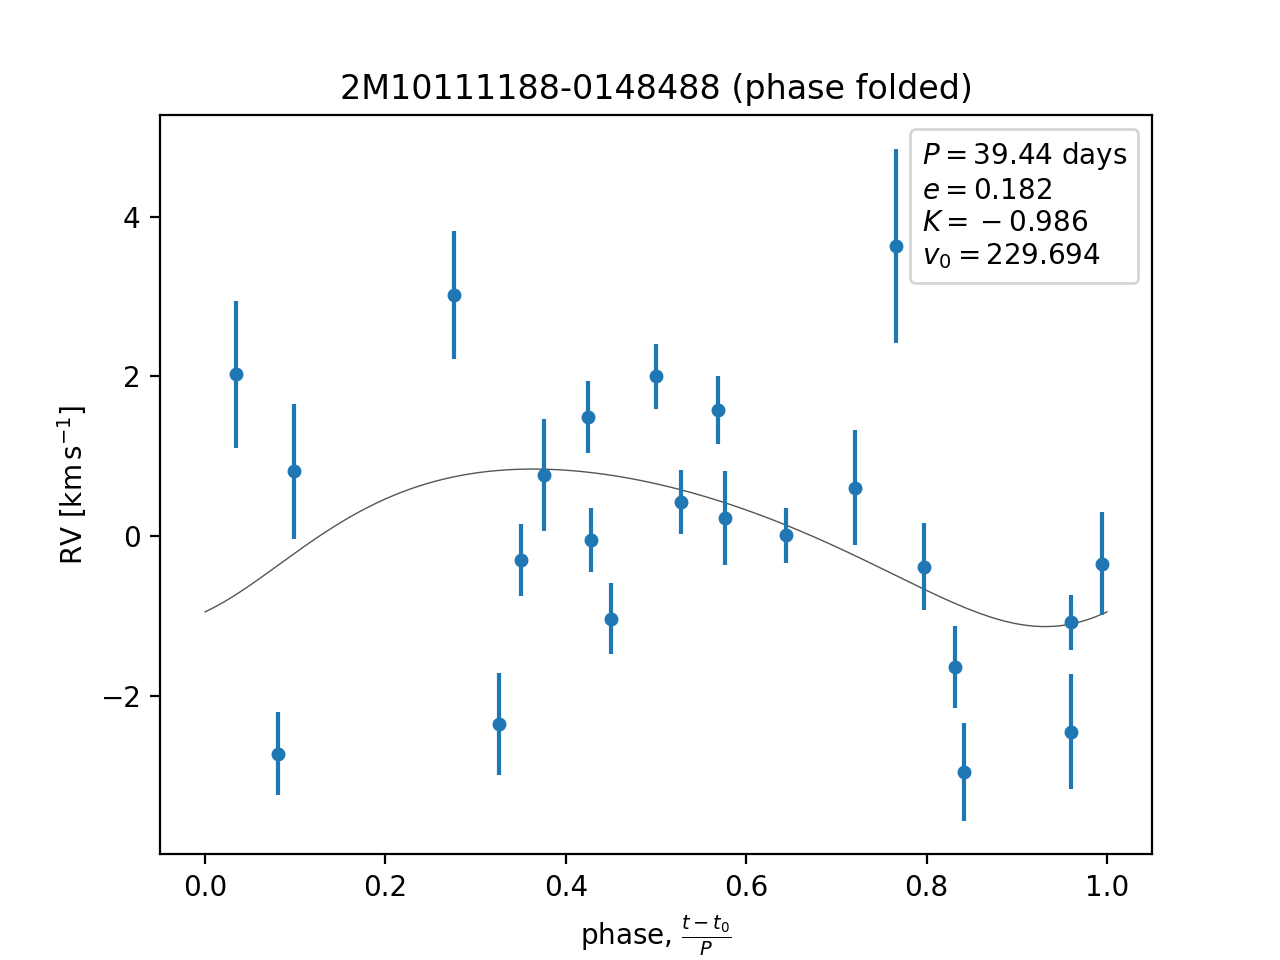 2M10111188-0148488 (phase folded)
P = 39.44 days
e = 0.182
K = −0.986
v₀ = 229.694
RV [km s⁻¹]
4
2
0
−2
0.0 0.2 0.4 0.6 0.8 1.0
phase, (t − t₀)/P